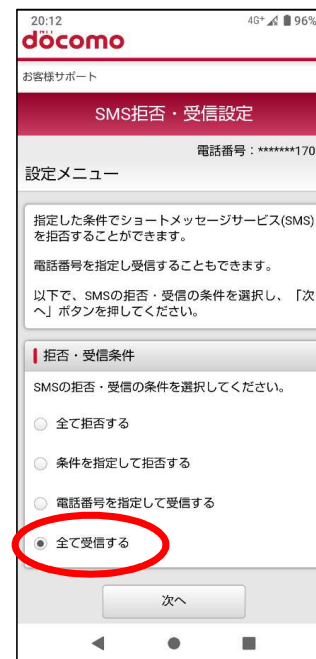 20:12 4G+ 96%
docomo
お客様サポート
SMS拒否・受信設定
電話番号：*******170
設定メニュー
指定した条件でショートメッセージサービス(SMS)
を拒否することができます。
電話番号を指定し受信することもできます。
以下で、SMSの拒否・受信の条件を選択し、「次
へ」ボタンを押してください。
拒否・受信条件
SMSの拒否・受信の条件を選択してください。
全て拒否する
条件を指定して拒否する
電話番号を指定して受信する
全て受信する
次へ